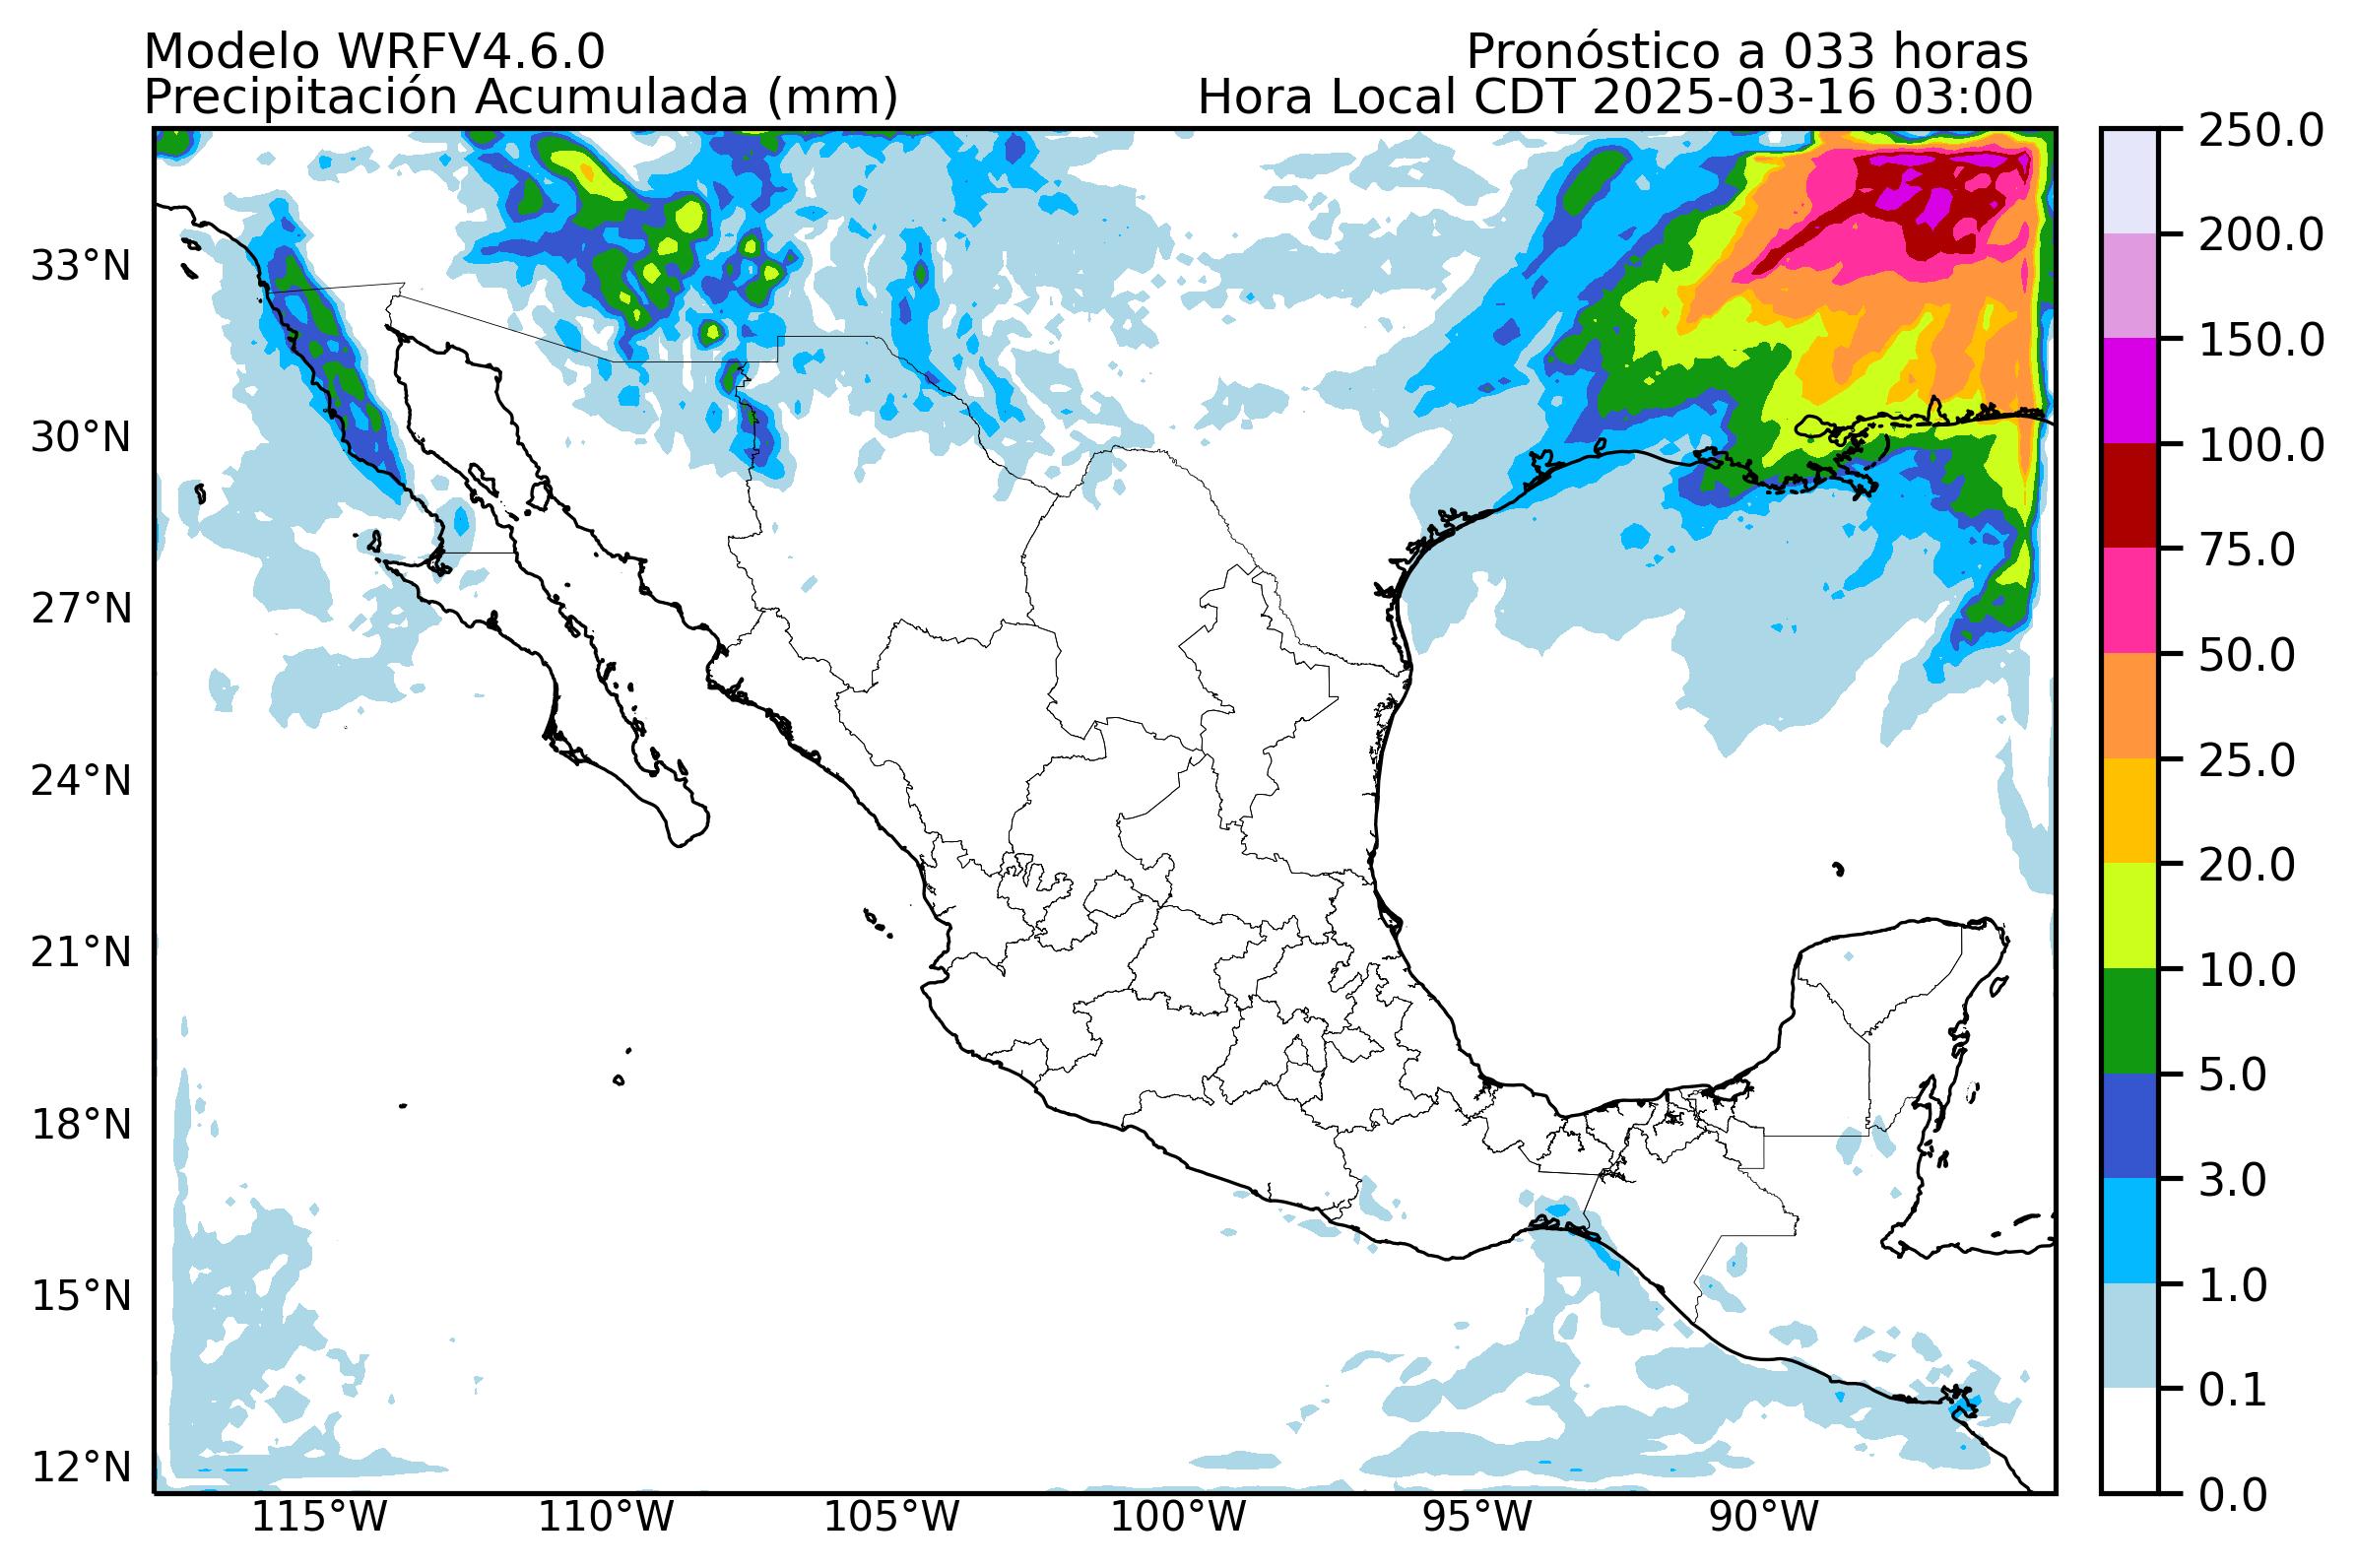 Modelo WRFV4.6.0
Pronóstico a 033 horas
Precipitación Acumulada (mm)
Hora Local CDT 2025-03-16 03:00
33°N
30°N
27°N
24°N
21°N
18°N
15°N
12°N
115°W
110°W
105°W
100°W
95°W
90°W
250.0
200.0
150.0
100.0
75.0
50.0
25.0
20.0
10.0
5.0
3.0
1.0
0.1
0.0